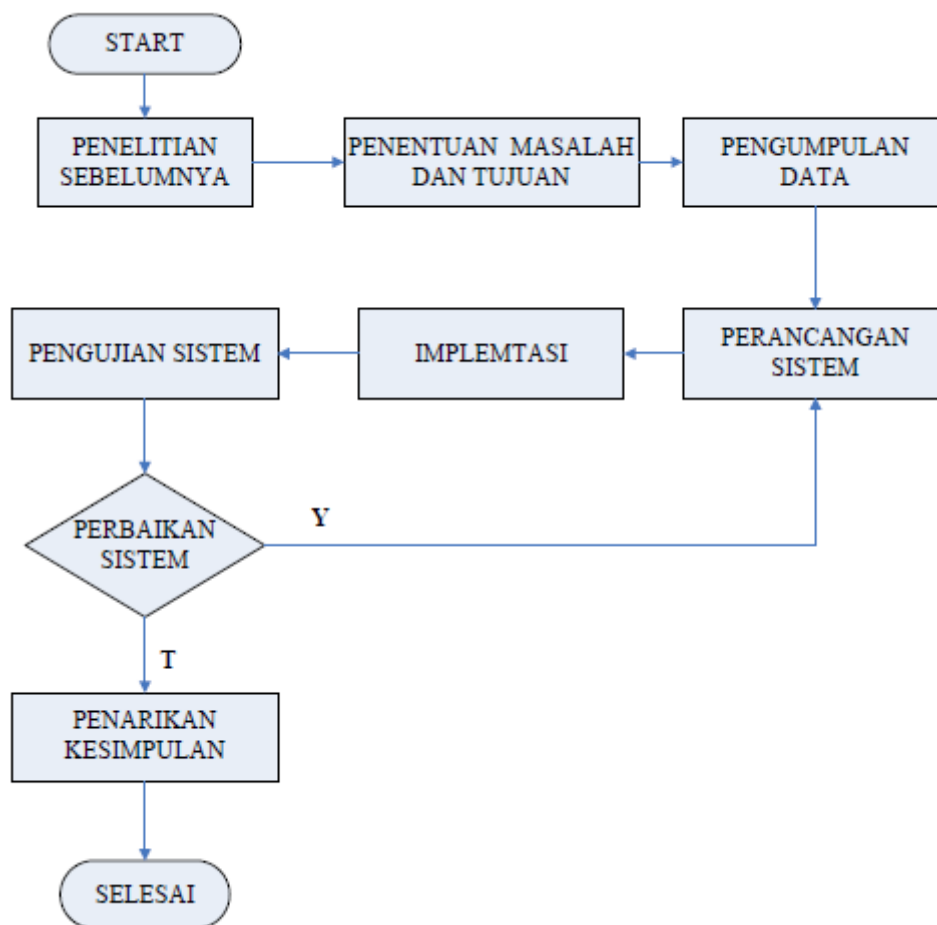 START
PENELITIAN
SEBELUMNYA
PENENTUAN MASALAH
DAN TUJUAN
PENGUMPULAN
DATA
PERANCANGAN
SISTEM
IMPLEMTASI
PENGUJIAN SISTEM
PERBAIKAN
SISTEM
Y
T
PENARIKAN
KESIMPULAN
SELESAI